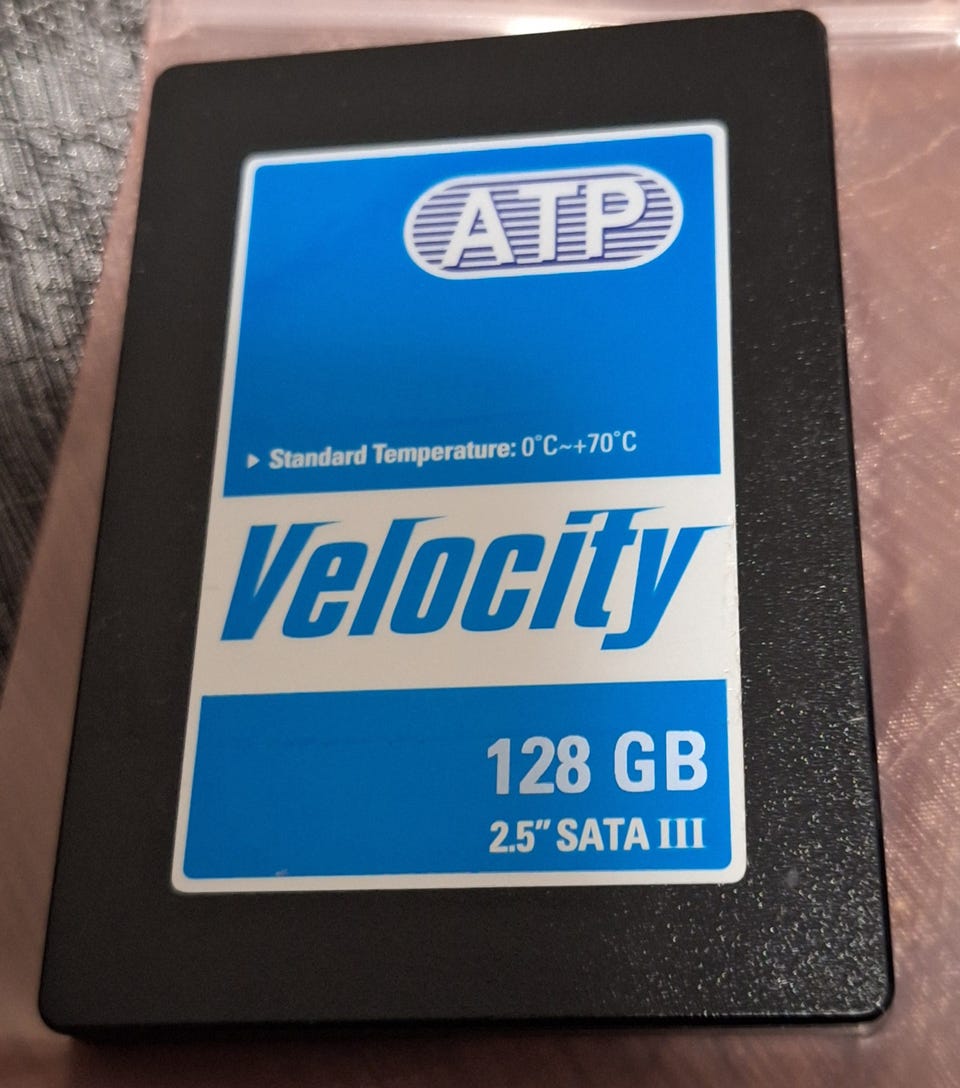 ATP
▸ Standard Temperature: 0°C~+70°C
Velocity
128 GB
2.5" SATA III